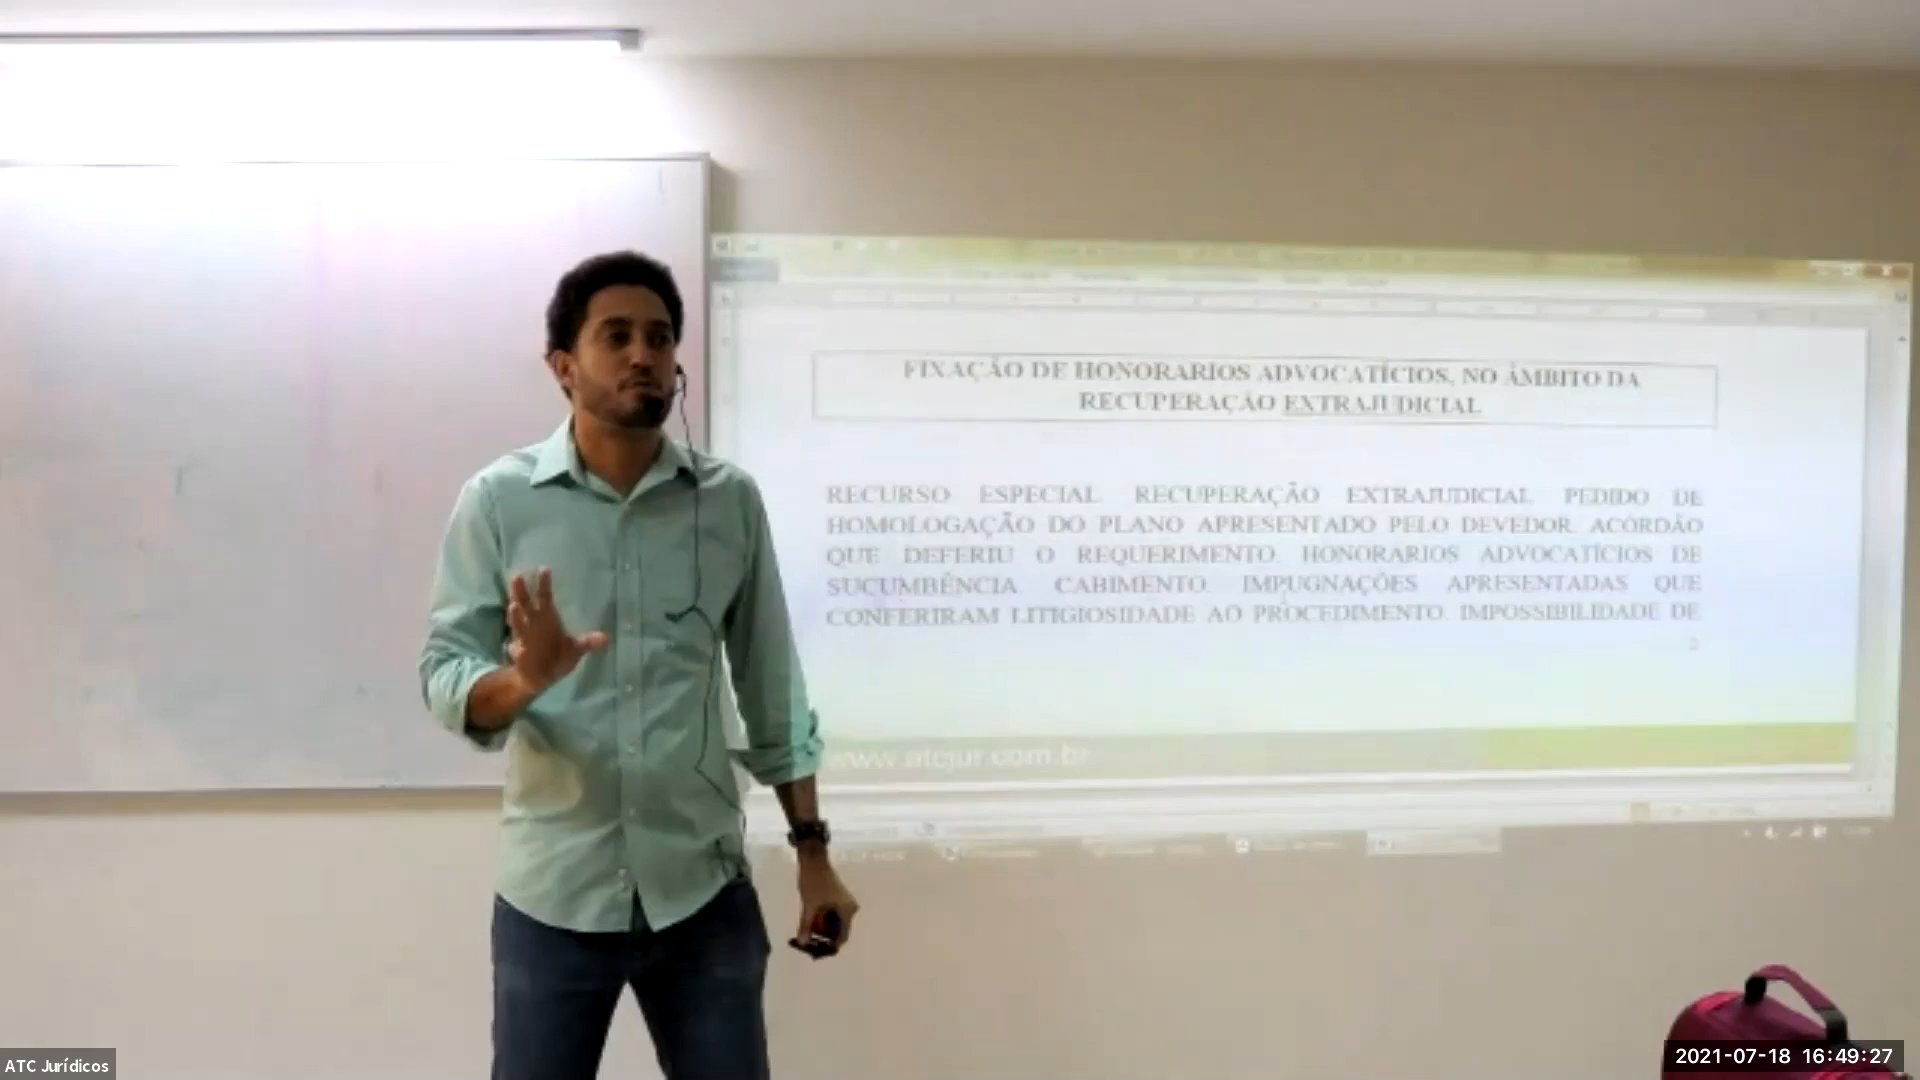 FIXAÇÃO DE HONORARIOS ADVOCATÍCIOS, NO ÂMBITO DA
RECUPERAÇÃO EXTRAJUDICIAL
RECURSO ESPECIAL. RECUPERAÇÃO EXTRAJUDICIAL. PEDIDO DE
HOMOLOGAÇÃO DO PLANO APRESENTADO PELO DEVEDOR. ACÓRDÃO
QUE DEFERIU O REQUERIMENTO. HONORARIOS ADVOCATÍCIOS DE
SUCUMBÊNCIA. CABIMENTO. IMPUGNAÇÕES APRESENTADAS QUE
CONFERIRAM LITIGIOSIDADE AO PROCEDIMENTO. IMPOSSIBILIDADE DE
www.atcjur.com.br
ATC Jurídicos
2021-07-18 16:49:27